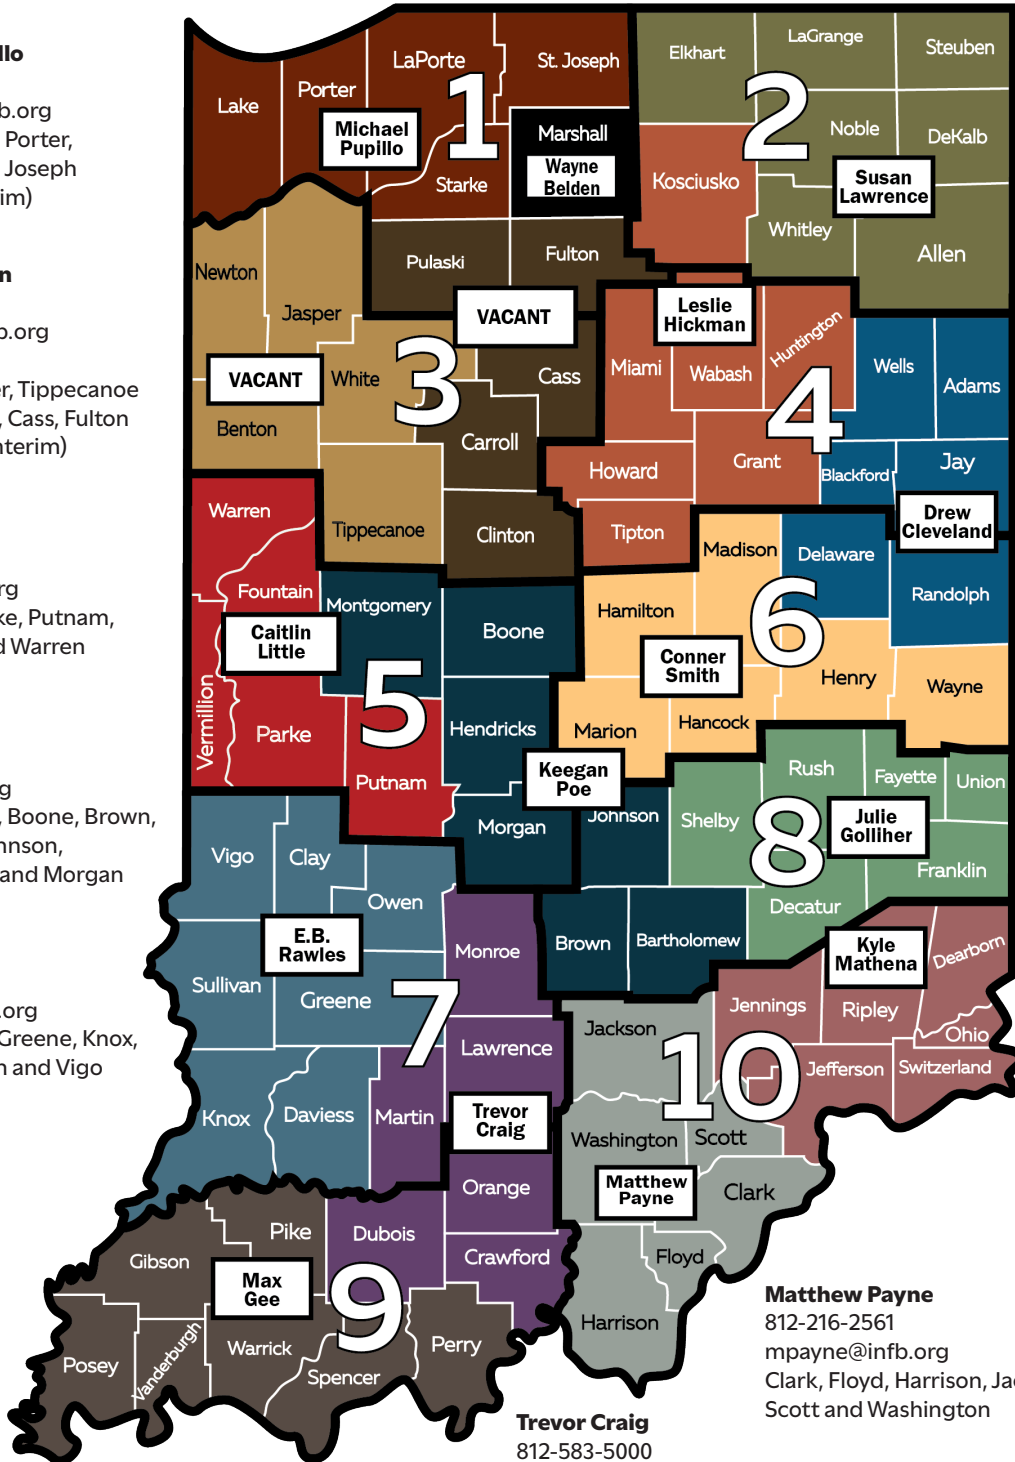 llo
b.org
Porter,
Joseph
im)
n
o.org
er, Tippecanoe
, Cass, Fulton
nterim)
rg
ke, Putnam,
d Warren
g
, Boone, Brown,
hnson,
and Morgan
.org
Greene, Knox,
n and Vigo
Lake
Porter
LaPorte
St. Joseph
1
Michael
Pupillo
Starke
Marshall
Wayne
Belden
Elkhart
LaGrange
Steuben
2
Noble
DeKalb
Kosciusko
Susan
Lawrence
Whitley
Allen
Newton
Jasper
Pulaski
Fulton
VACANT
VACANT
White
3
Cass
Benton
Carroll
Tippecanoe
Clinton
Leslie
Hickman
Miami
Wabash
Huntington
4
Wells
Adams
Howard
Grant
Blackford
Jay
Tipton
Drew
Cleveland
Warren
Fountain
Montgomery
Boone
Caitlin
Little
5
Vermillion
Parke
Putnam
Hendricks
Keegan
Poe
Morgan
Johnson
Madison
Delaware
Randolph
Hamilton
6
Conner
Smith
Henry
Wayne
Marion
Hancock
Rush
Fayette
Union
Shelby
8
Julie
Golliher
Franklin
Decatur
Vigo
Clay
Owen
E.B.
Rawles
Monroe
Brown
Bartholomew
Sullivan
Greene
7
Lawrence
Knox
Daviess
Martin
Trevor
Craig
Orange
Kyle
Mathena
Dearborn
Jennings
Ripley
Ohio
Jackson
10
Jefferson
Switzerland
Washington
Scott
Matthew
Payne
Clark
Floyd
Harrison
Pike
Dubois
Crawford
Gibson
Max
Gee
9
Posey
Vanderburgh
Warrick
Spencer
Perry
Matthew Payne
812-216-2561
mpayne@infb.org
Clark, Floyd, Harrison, Jac
Scott and Washington
Trevor Craig
812-583-5000